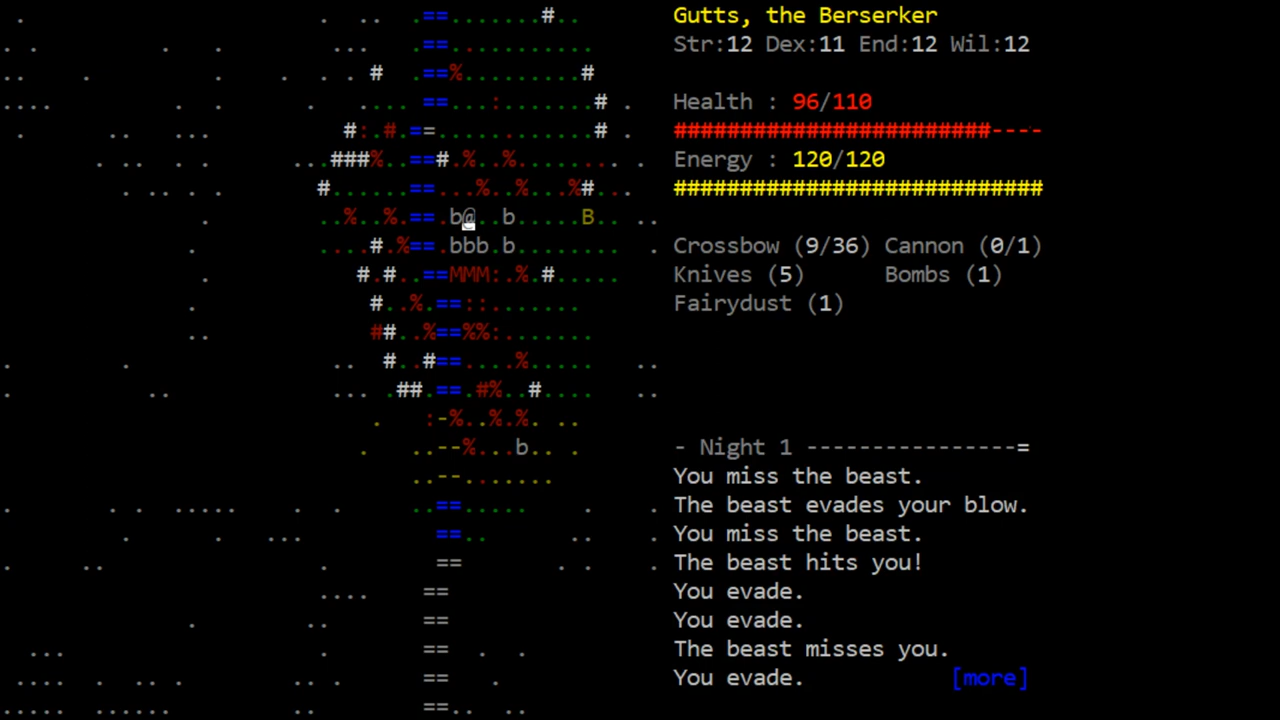 Gutts, the Berserker
Str:12 Dex:11 End:12 Wil:12
Health : 96/110
#######################----
Energy : 120/120
############################
Crossbow (9/36) Cannon (0/1)
Knives (5) Bombs (1)
Fairydust (1)
- Night 1 ----------------=
You miss the beast.
The beast evades your blow.
You miss the beast.
The beast hits you!
You evade.
You evade.
The beast misses you.
You evade. [more]